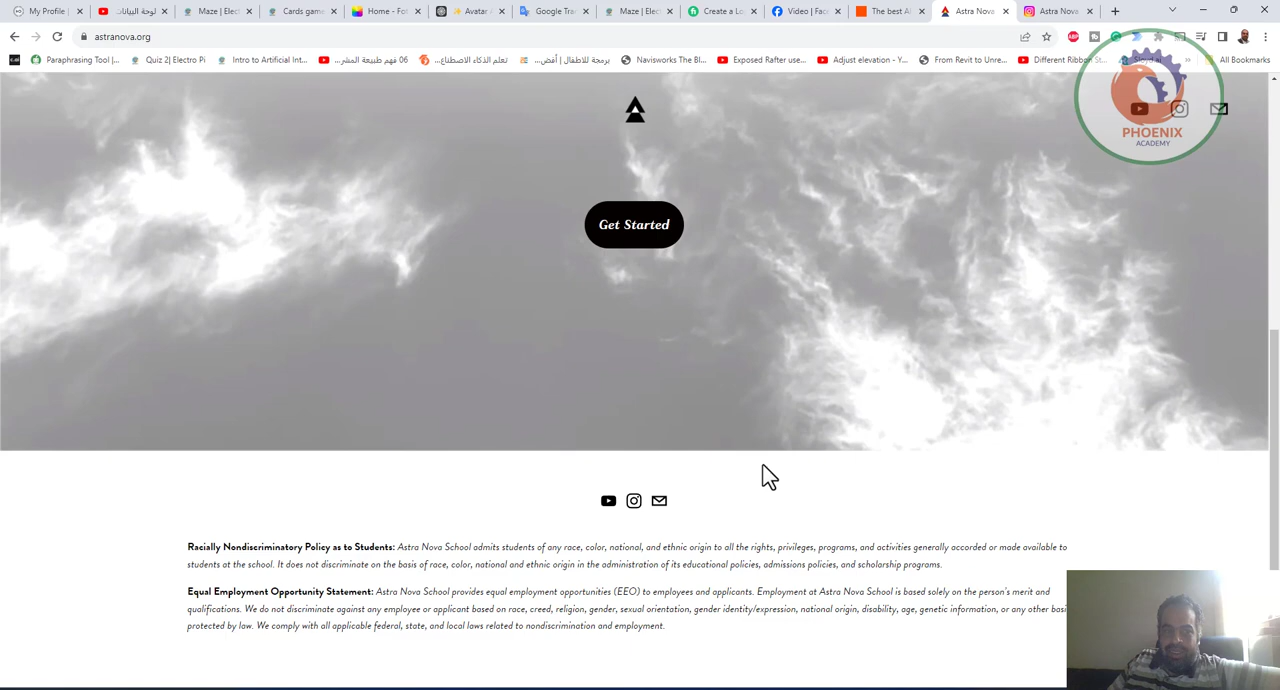 My Profile
لوحة البيانات
Maze | Elec
Cards game
Home - Fot
Avatar A
Google Tra
Maze | Elec
Create a Lo
Video | Fac
The best A
Astra Nova
Astra Nova
astranova.org
Paraphrasing Tool |...
Quiz 2| Electro Pi
Intro to Artificial Int...
06 فهم طبيعة المشر...
تعلم الذكاء الاصطناع...
برمجة للاطفال | أفض...
Navisworks The Bl...
Exposed Rafter use...
Adjust elevation - Y...
From Revit to Unre...
Different Ribbon St...
All Bookmarks
PHOENIX
ACADEMY
Get Started
Racially Nondiscriminatory Policy as to Students: Astra Nova School admits students of any race, color, national, and ethnic origin to all the rights, privileges, programs, and activities generally accorded or made available to
students at the school. It does not discriminate on the basis of race, color, national and ethnic origin in the administration of its educational policies, admissions policies, and scholarship programs.
Equal Employment Opportunity Statement: Astra Nova School provides equal employment opportunities (EEO) to employees and applicants. Employment at Astra Nova School is based solely on the person's merit and
qualifications. We do not discriminate against any employee or applicant based on race, creed, religion, gender, sexual orientation, gender identity/expression, national origin, disability, age, genetic information, or any other basi
protected by law. We comply with all applicable federal, state, and local laws related to nondiscrimination and employment.